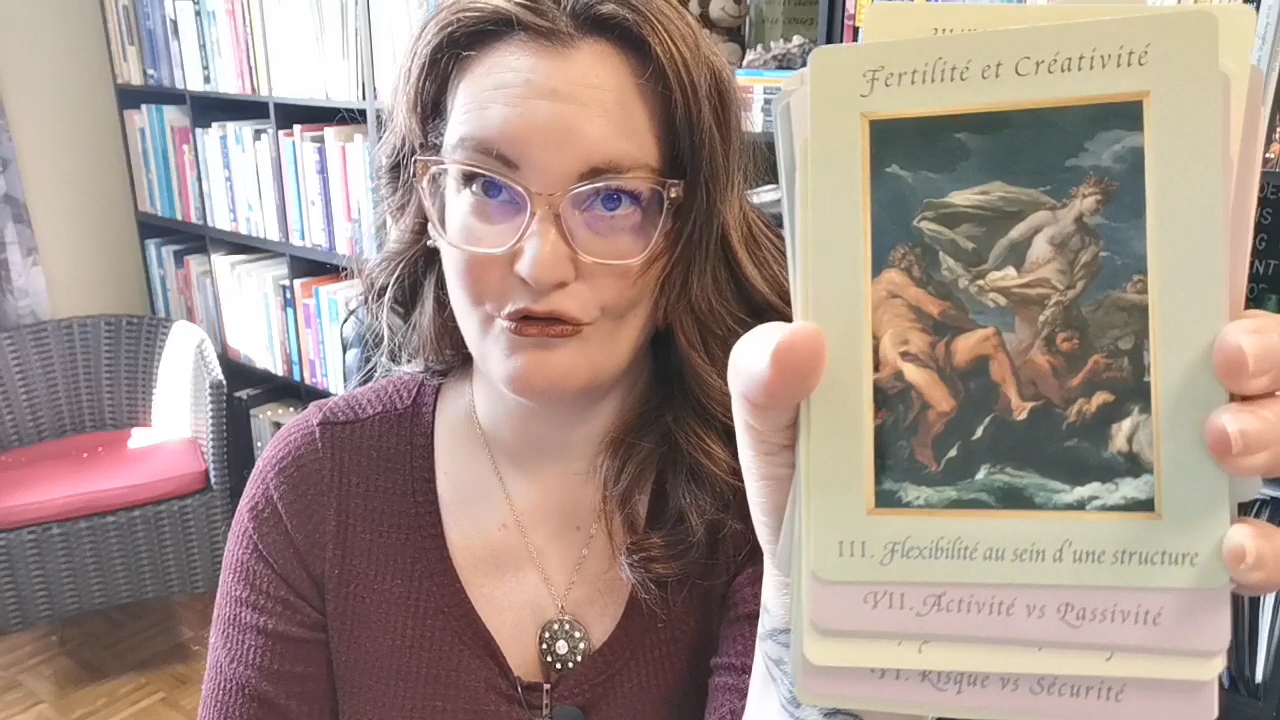 Fertilité et Créativité
III. Flexibilité au sein d'une structure
VII. Activité vs Passivité
VI. Risque vs Sécurité